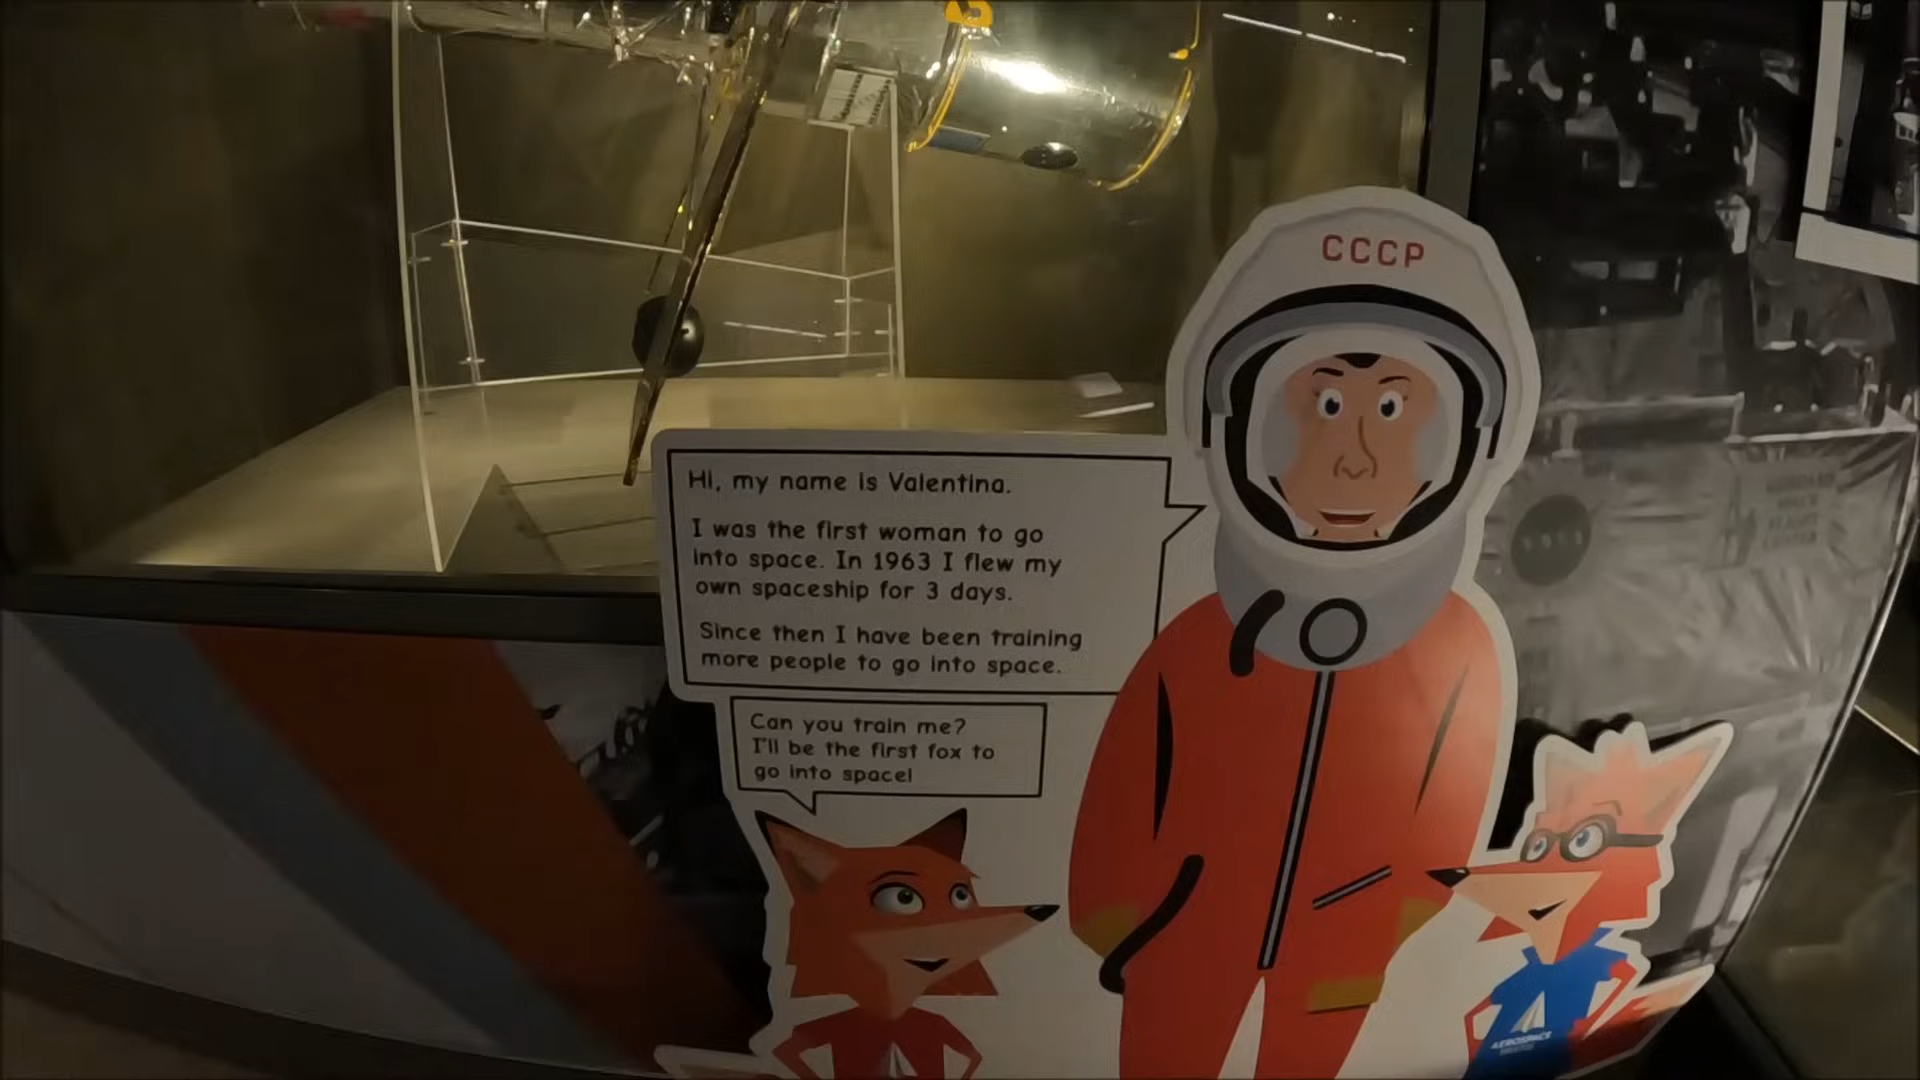 CCCP
Hi, my name is Valentina.
I was the first woman to go
into space. In 1963 I flew my
own spaceship for 3 days.
Since then I have been training
more people to go into space.
Can you train me?
I'll be the first fox to
go into space!
AEROSPACE